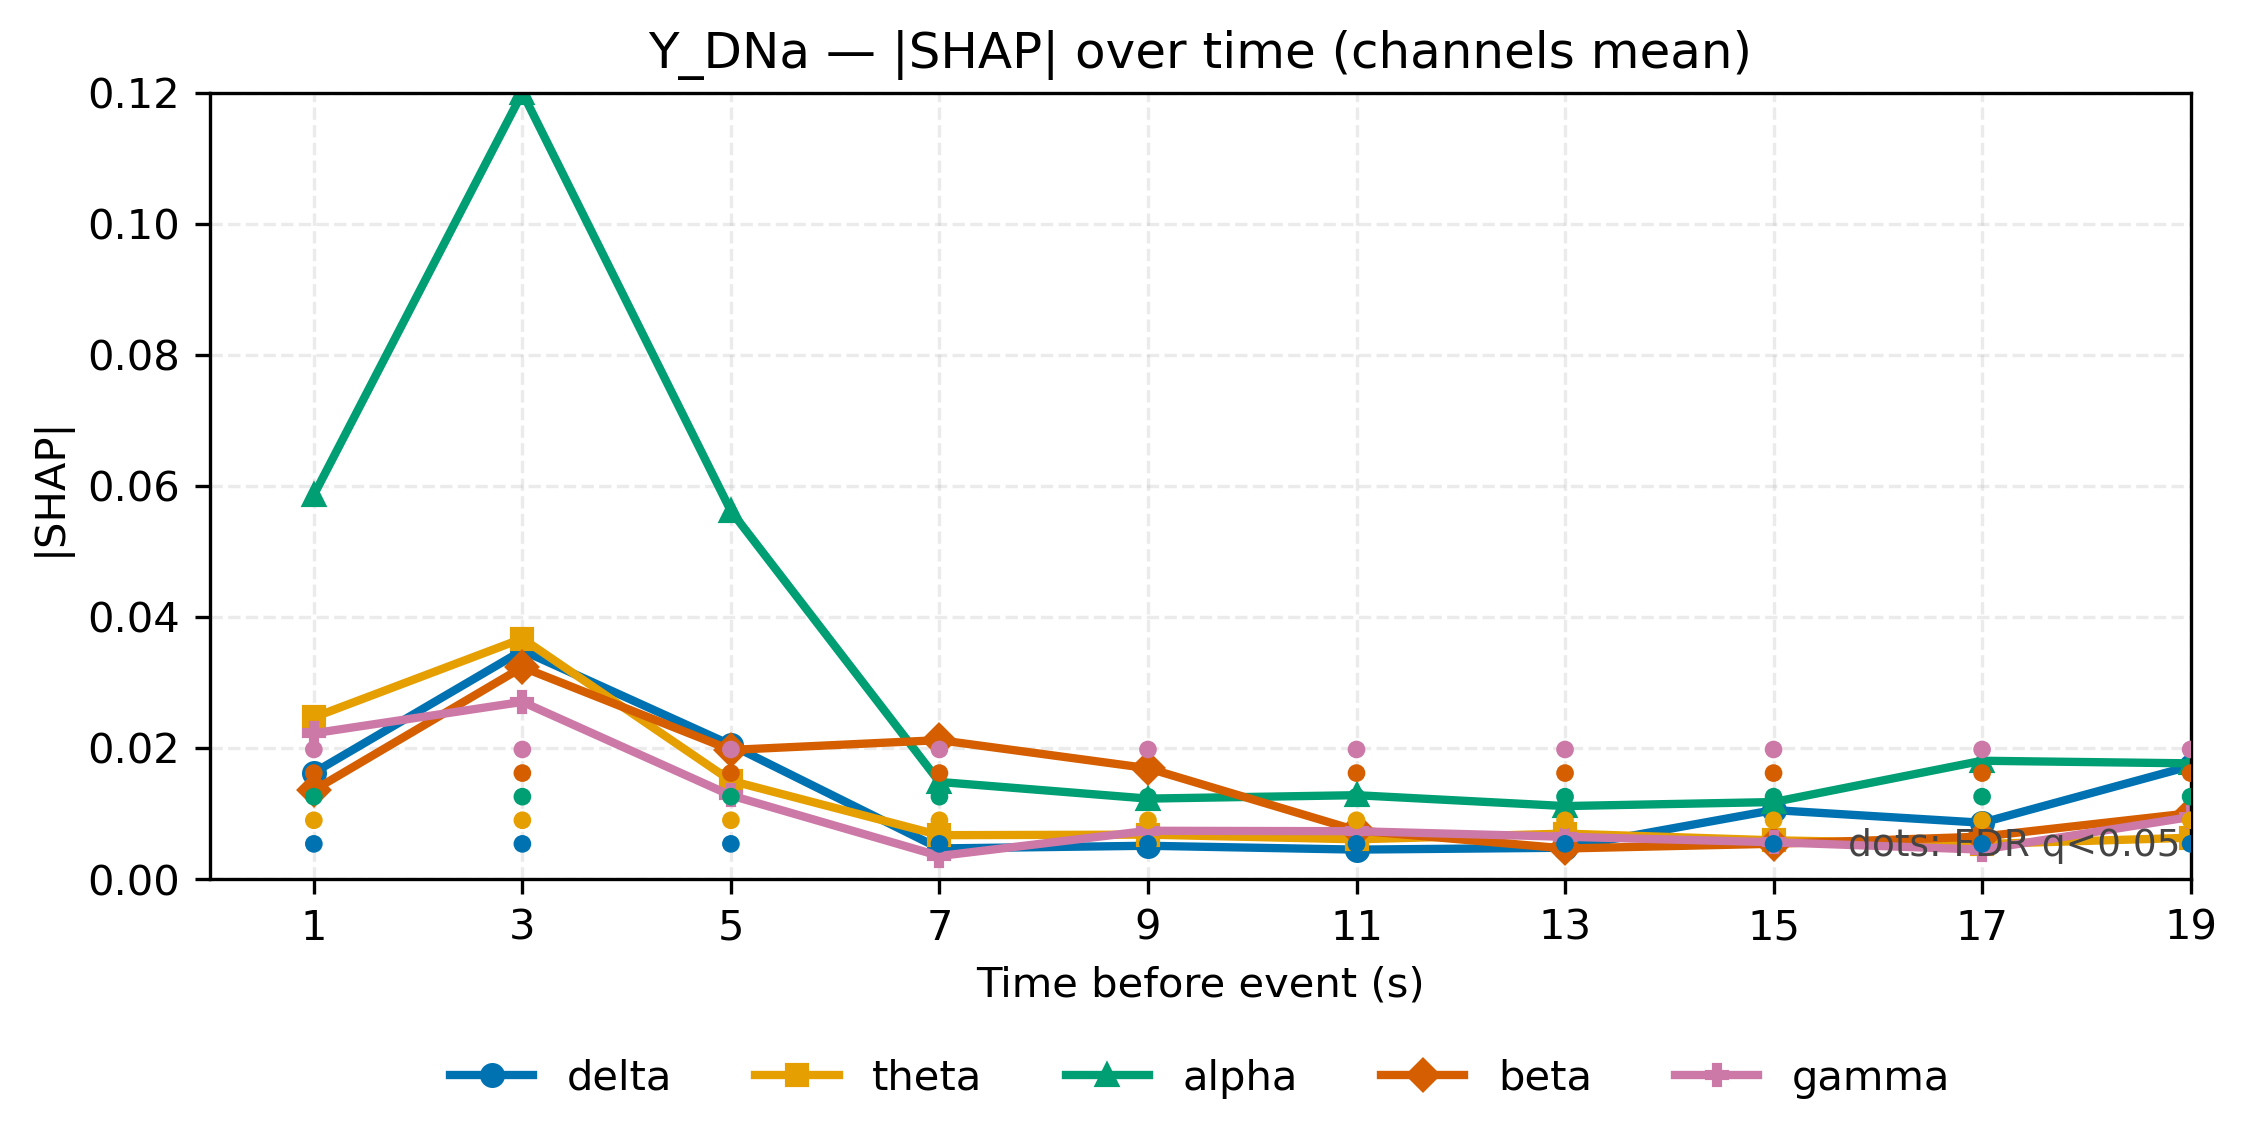 Y_DNa — |SHAP| over time (channels mean)
0.12
0.10
0.08
0.06
0.04
0.02
0.00
|SHAP|
dots: FDR q<0.05
1 3 5 7 9 11 13 15 17 19
Time before event (s)
delta theta alpha beta gamma